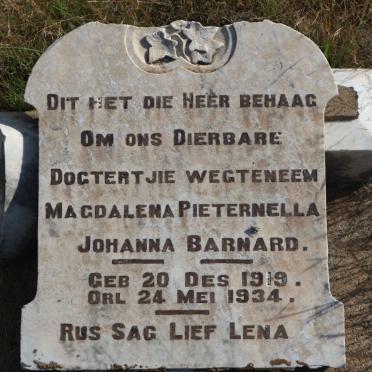 Dit het die Heer behaag
Om ons Dierbare
Dogtertjie wegteneem
Magdalena Pieternella
Johanna Barnard.
Geb 20 Des 1919.
Orl 24 Mei 1934.
Rus Sag Lief Lena